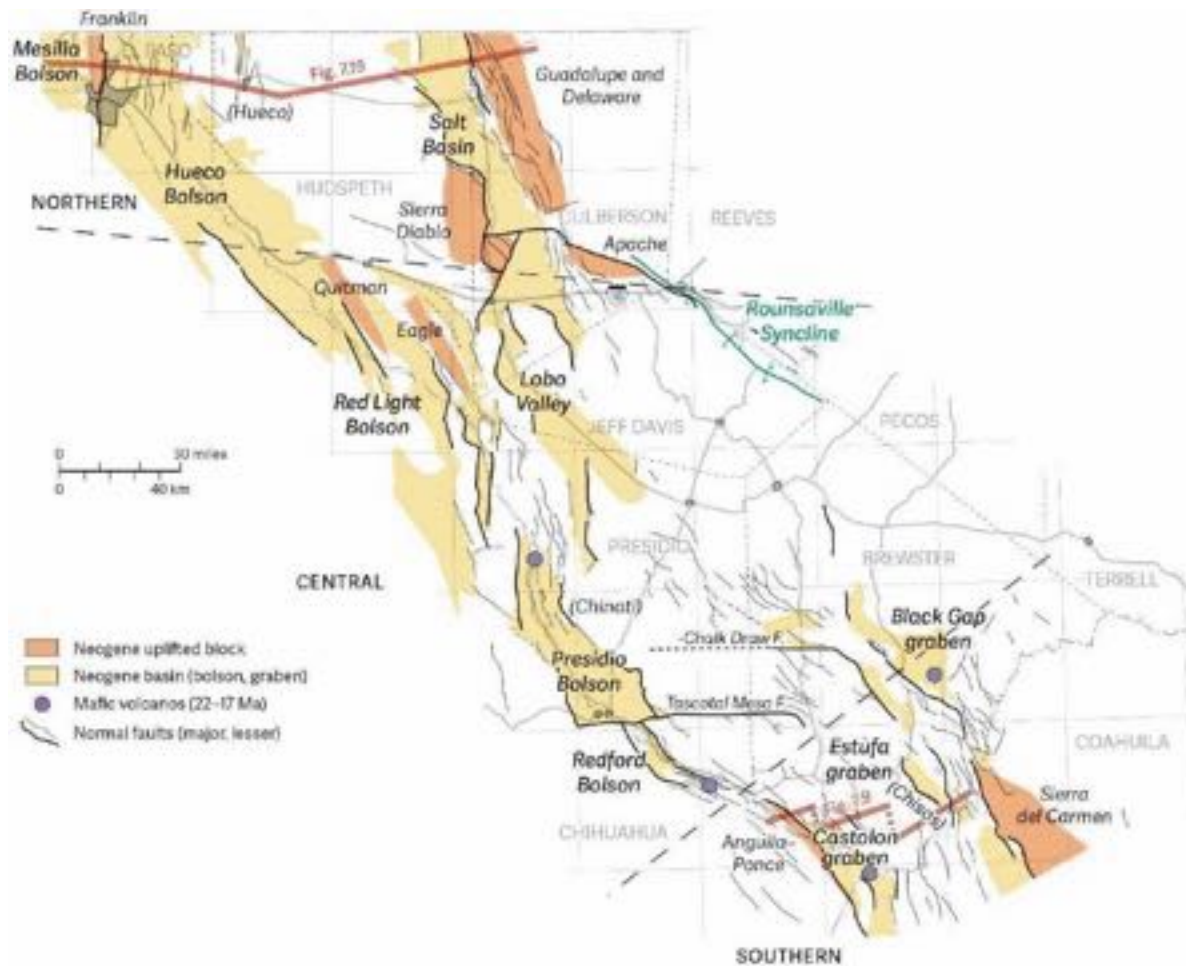 Franklin
Mesilla
Bolson
PASO
Fig. 7.19
(Hueco)
Guadalupe and
Delaware
Salt
Basin
Hueco
Bolson
HUDSPETH
NORTHERN
Sierra
Diablo
CULBERSON
REEVES
Apache
Quitman
Rounsaville
Syncline
Eagle
Lobo
Valley
Red Light
Bolson
JEFF DAVIS
PECOS
0 30 miles
0 40 km
PRESIDIO
BREWSTER
TERRELL
CENTRAL
(Chinati)
Black Gap
graben
Chalk Draw F.
Neogene uplifted block
Neogene basin (bolson, graben)
Mafic volcanos (22–17 Ma)
Normal faults (major, lesser)
Presidio
Bolson
Tascotal Mesa F.
COAHUILA
Redford
Bolson
Estufa
graben
(Chisos)
Sierra
del Carmen
CHIHUAHUA
Anguila–
Ponce
Castolon
graben
SOUTHERN